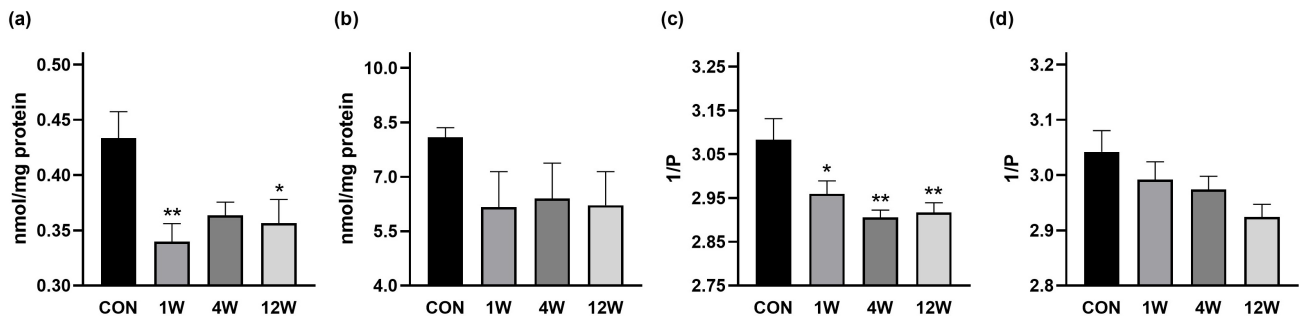 (a)
nmol/mg protein
0.50
0.45
0.40
0.35
0.30
**
*
CON 1W 4W 12W
(b)
nmol/mg protein
10.0
8.5
7.0
5.5
4.0
CON 1W 4W 12W
(c)
1/P
3.25
3.15
3.05
2.95
2.85
2.75
*
**
**
CON 1W 4W 12W
(d)
1/P
3.2
3.1
3.0
2.9
2.8
CON 1W 4W 12W